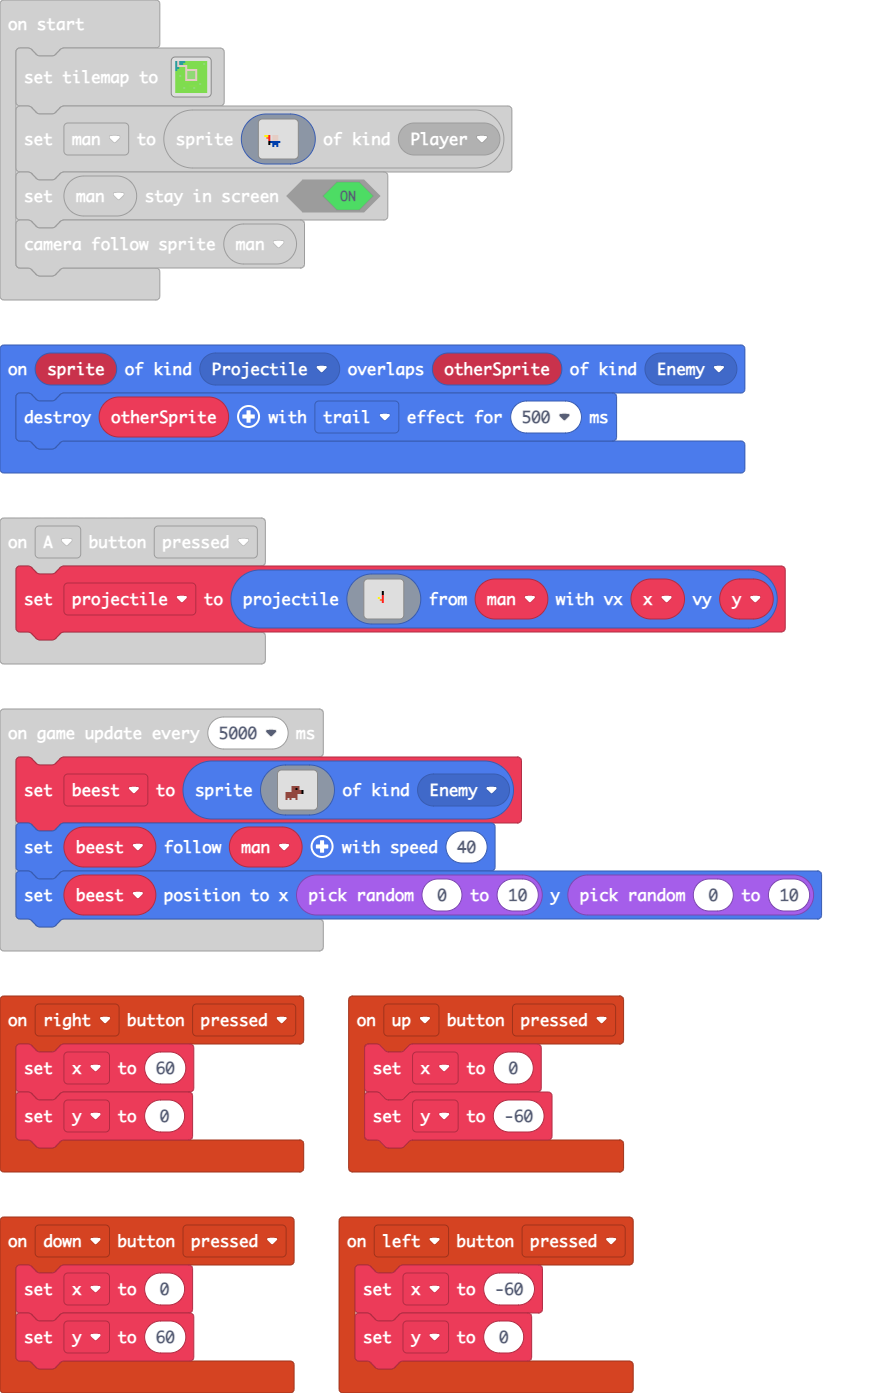 on start
set tilemap to
set man to sprite of kind Player
set man stay in screen ON
camera follow sprite man
on sprite of kind Projectile overlaps otherSprite of kind Enemy
destroy otherSprite with trail effect for 500 ms
on A button pressed
set projectile to projectile from man with vx x vy y
on game update every 5000 ms
set beest to sprite of kind Enemy
set beest follow man with speed 40
set beest position to x pick random 0 to 10 y pick random 0 to 10
on right button pressed
set x to 60
set y to 0
on up button pressed
set x to 0
set y to -60
on down button pressed
set x to 0
set y to 60
on left button pressed
set x to -60
set y to 0